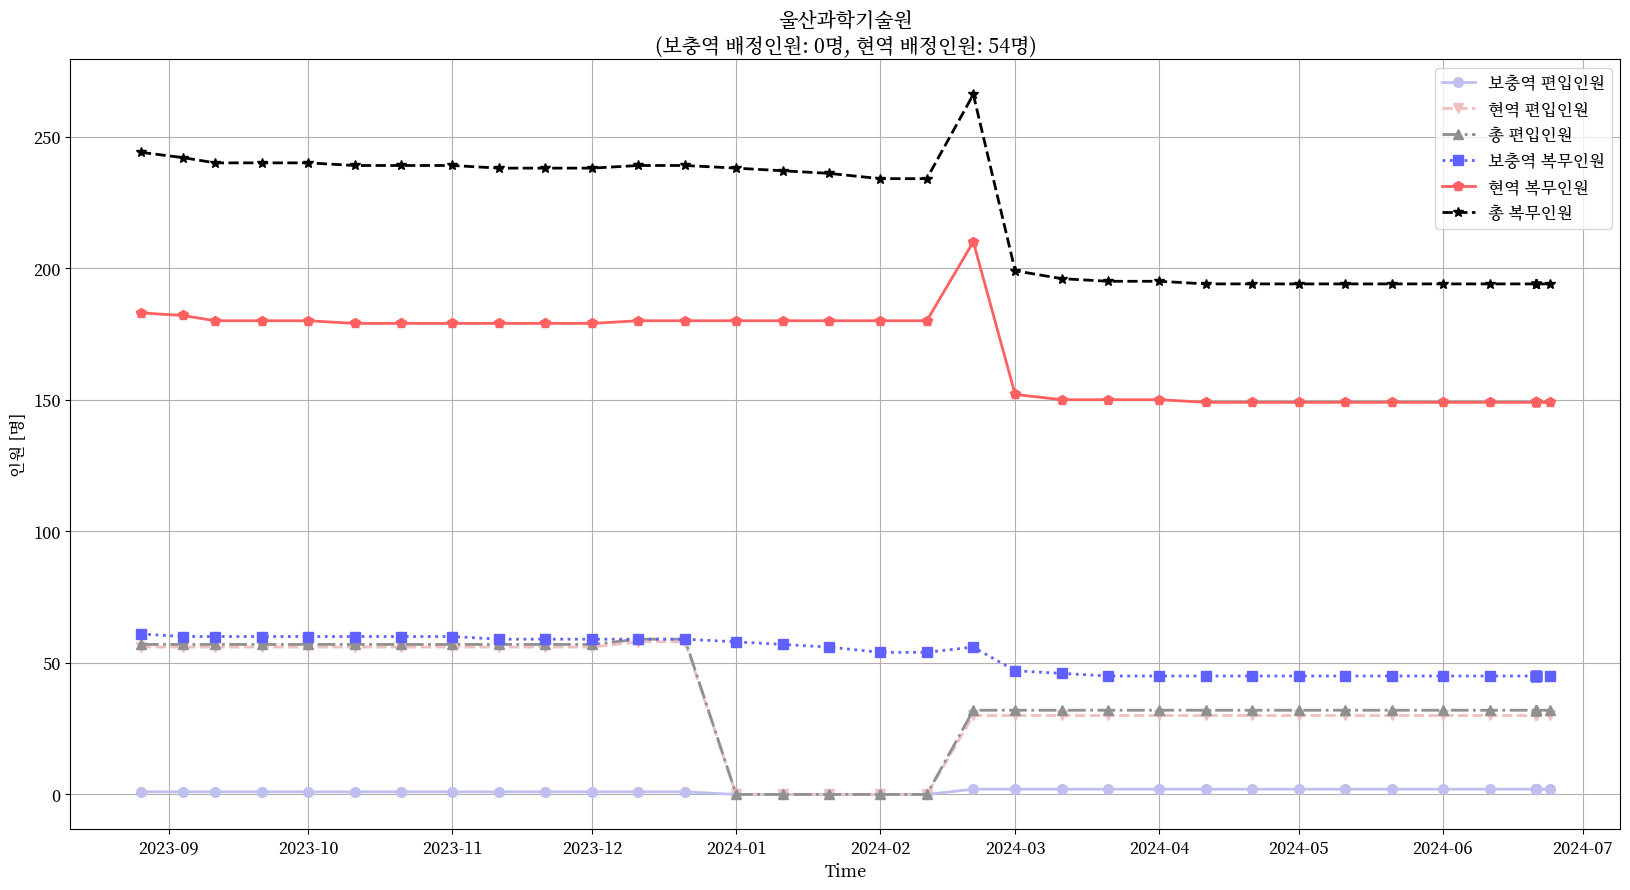 울산과학기술원
(보충역 배정인원: 0명, 현역 배정인원: 54명)
보충역 편입인원
현역 편입인원
총 편입인원
보충역 복무인원
현역 복무인원
총 복무인원
인원 [명]
250
200
150
100
50
0
2023-09 2023-10 2023-11 2023-12 2024-01 2024-02 2024-03 2024-04 2024-05 2024-06 2024-07
Time